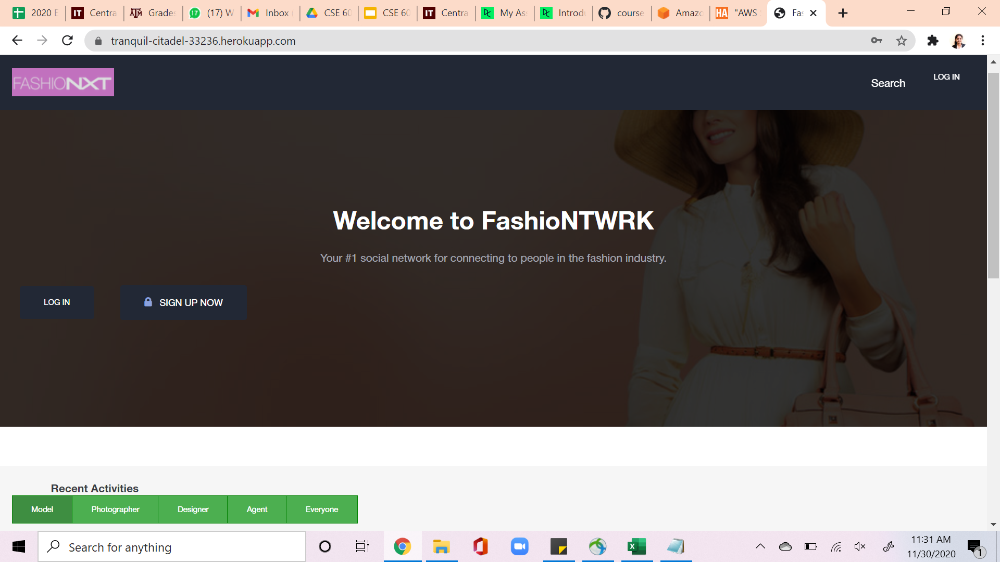 2020 E
Centra
Grades
(17) W
Inbox
CSE 60
CSE 60
Centra
My As
Introdu
course
Amazo
"AWS
Fas
tranquil-citadel-33236.herokuapp.com
FASHIONXT
Search
LOG IN
Welcome to FashioNTWRK
Your #1 social network for connecting to people in the fashion industry.
LOG IN
SIGN UP NOW
Recent Activities
Model Photographer Designer Agent Everyone
Search for anything
11:31 AM
11/30/2020
1